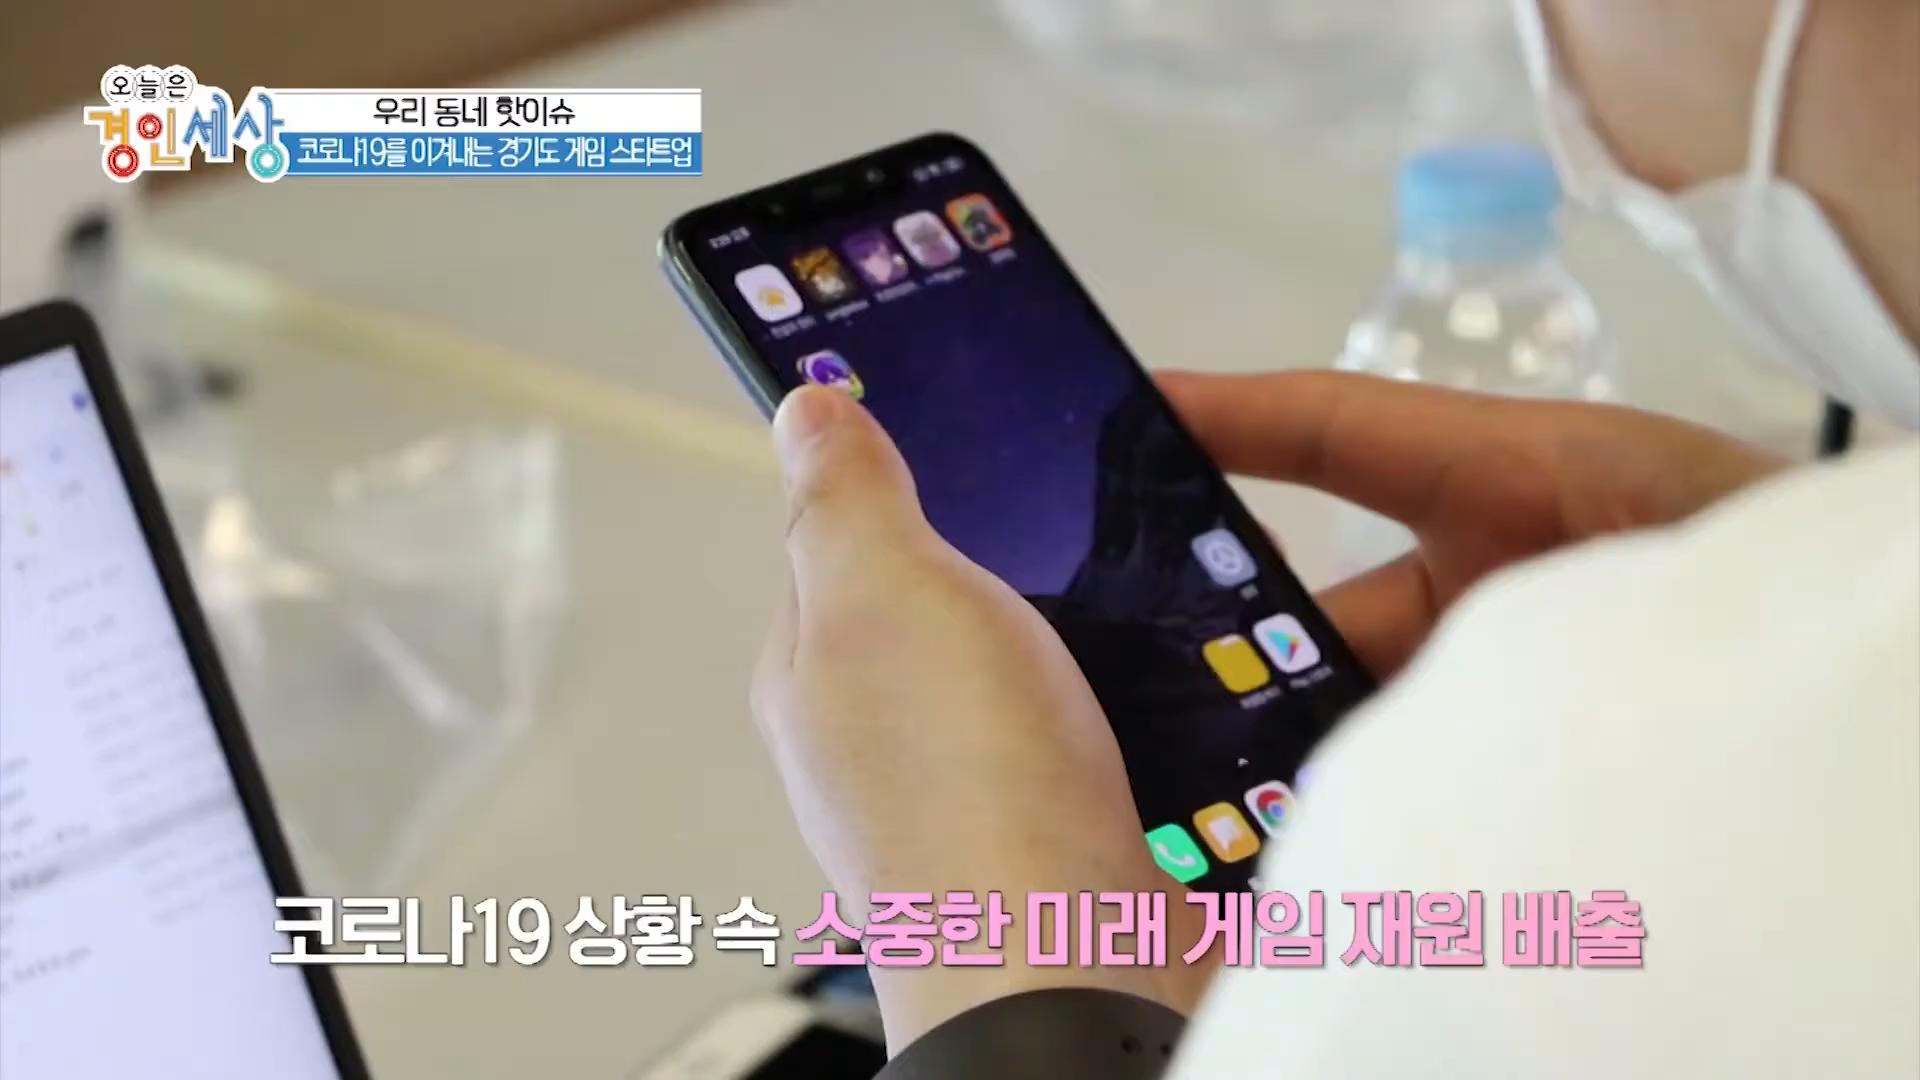 오늘은
경인세상
우리 동네 핫이슈
코로나19를 이겨내는 경기도 게임 스타트업
코로나19 상황 속 소중한 미래 게임 재원 배출